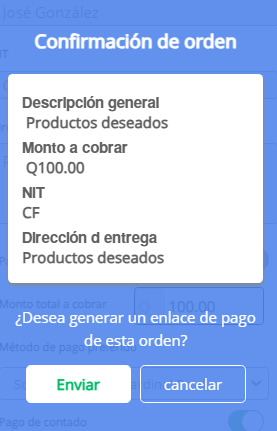 José González
Confirmación de orden
Descripción general
Productos deseados
Monto a cobrar
Q100.00
NIT
CF
Dirección d entrega
Productos deseados
Monto total a cobrar
Q 100.00
¿Desea generar un enlace de pago
de esta orden?
Método de pago preferido
Enviar
cancelar
Pago de contado